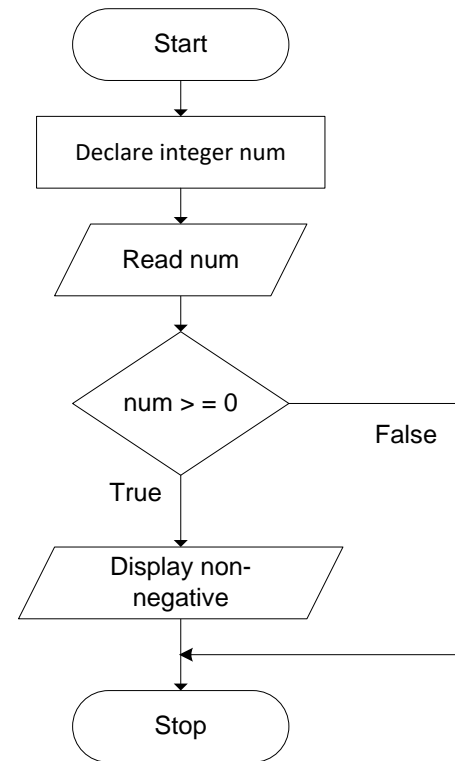 Start
Declare integer num
Read num
num > = 0
False
True
Display non-
negative
Stop